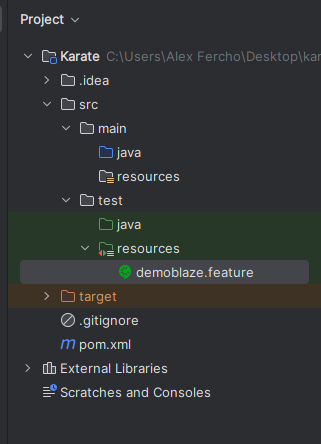 Project
Karate C:\Users\Alex Fercho\Desktop\kar
.idea
src
main
java
resources
test
java
resources
demoblaze.feature
target
.gitignore
m pom.xml
External Libraries
Scratches and Consoles